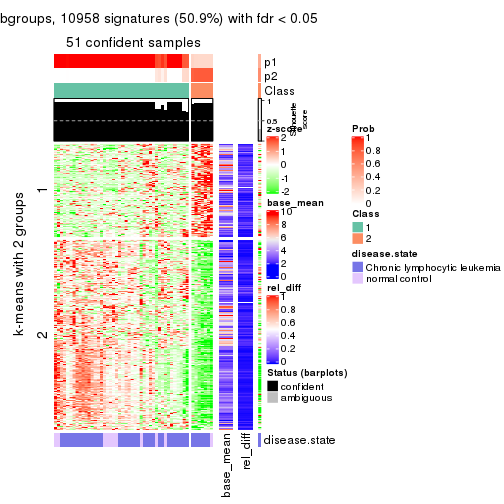 bgroups, 10958 signatures (50.9%) with fdr < 0.05
51 confident samples
p1
p2
Class
1
0.5
0
Silhouette
score
k-means with 2 groups
1
2
base_mean
rel_diff
disease.state
z-score
2
1
0
-1
-2
base_mean
10
8
6
4
2
0
rel_diff
1
0.8
0.6
0.4
0.2
0
Status (barplots)
confident
ambiguous
Prob
1
0.8
0.6
0.4
0.2
0
Class
1
2
disease.state
Chronic lymphocytic leukemia
normal control